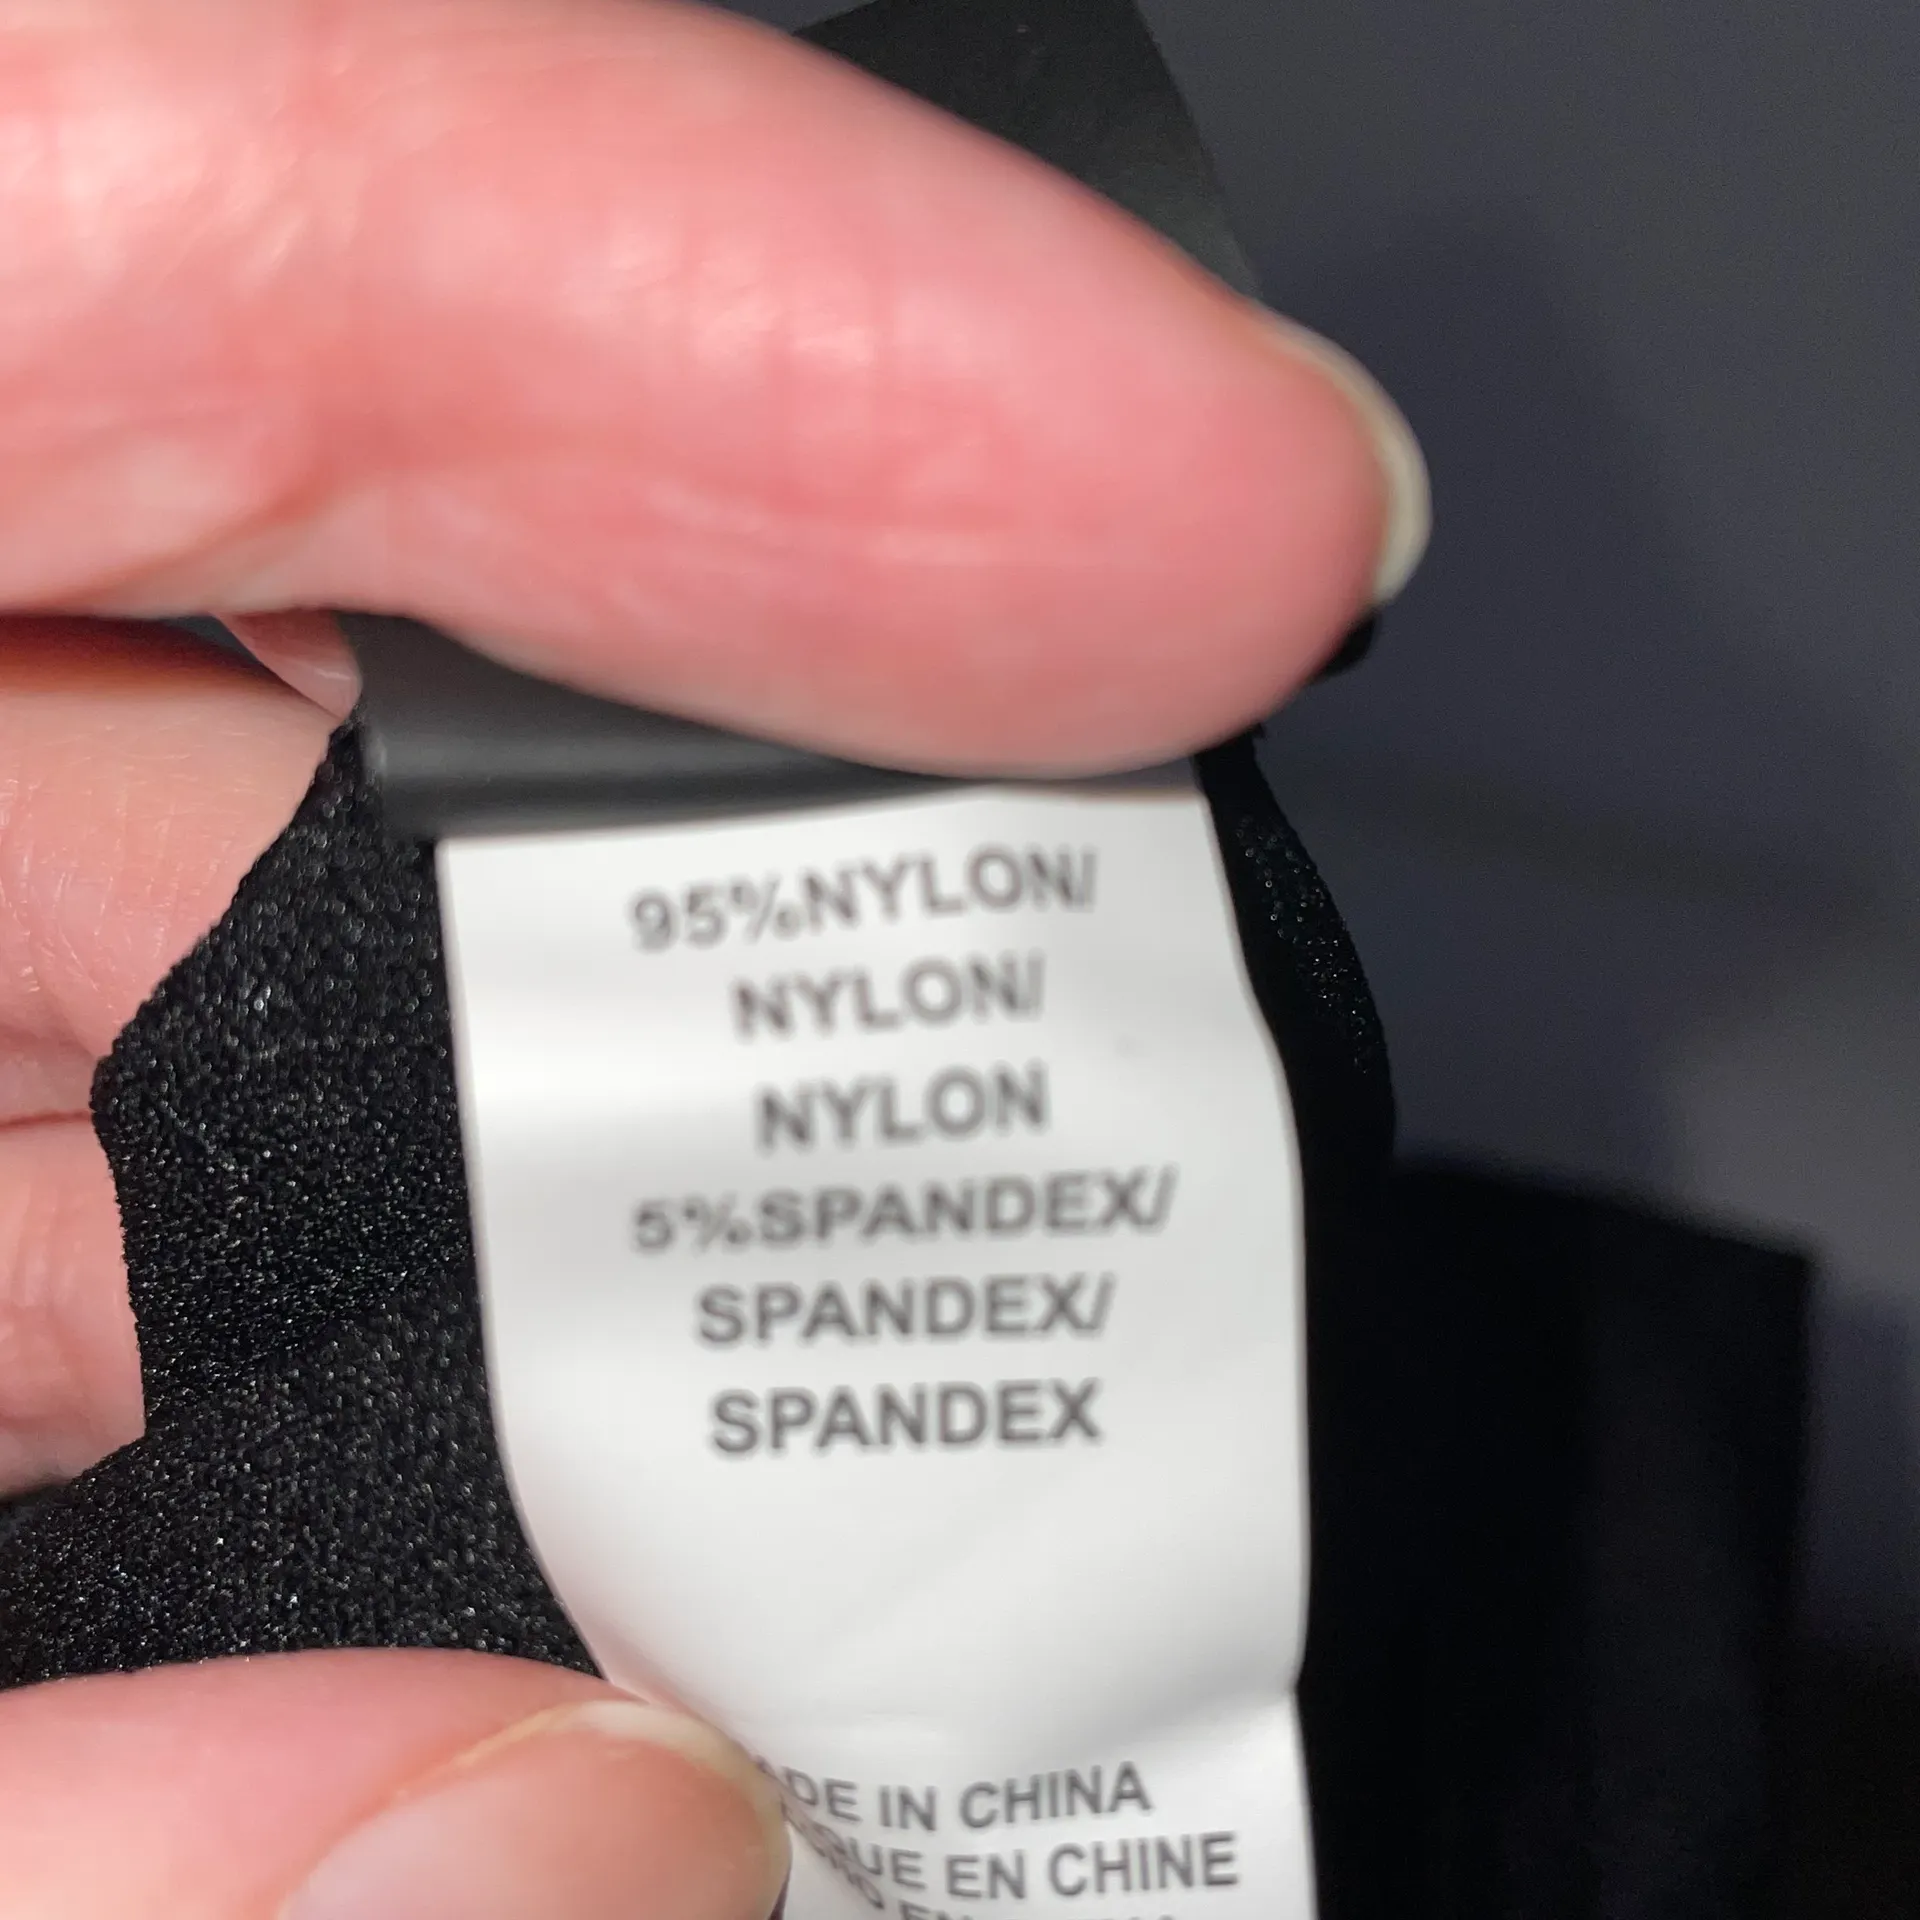 95%NYLON/
NYLON/
NYLON
5%SPANDEX/
SPANDEX/
SPANDEX
IN CHINA
EN CHINE